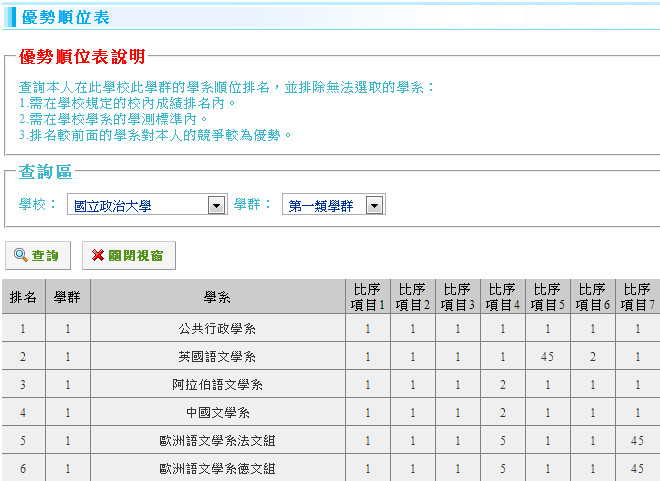 優勢順位表
優勢順位表說明
查詢本人在此學校此學群的學系順位排名，並排除無法選取的學系：
1.需在學校規定的校內成績排名內。
2.需在學校學系的學測標準內。
3.排名較前面的學系對本人的競爭較為優勢。
查詢區
學校： 國立政治大學 學群： 第一類學群
查詢 關閉視窗
排名 學群 學系 比序項目1 比序項目2 比序項目3 比序項目4 比序項目5 比序項目6 比序項目7
1 1 公共行政學系 1 1 1 1 1 1 1
2 1 英國語文學系 1 1 1 1 45 2 1
3 1 阿拉伯語文學系 1 1 1 2 1 1 1
4 1 中國文學系 1 1 1 2 1 1 1
5 1 歐洲語文學系法文組 1 1 1 5 1 1 45
6 1 歐洲語文學系德文組 1 1 1 5 1 1 45